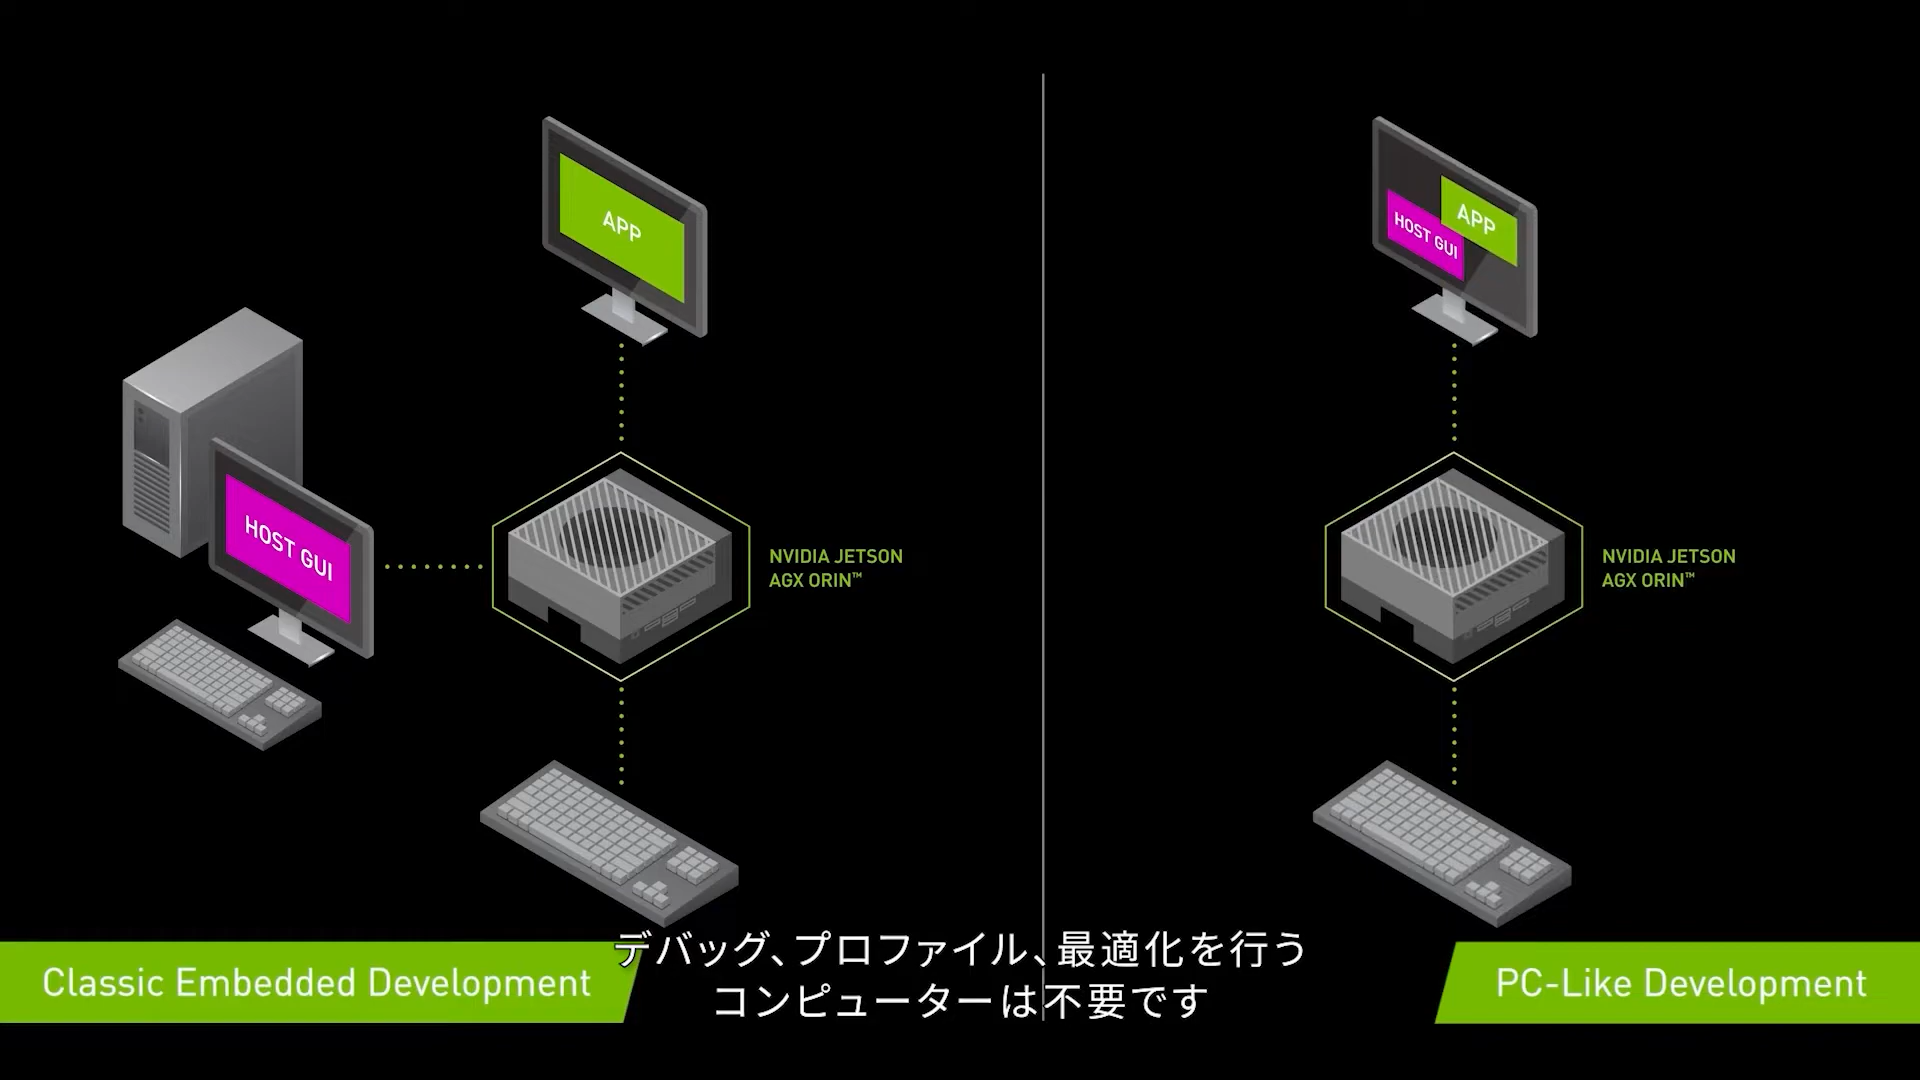 APP
HOST GUI
NVIDIA JETSON
AGX ORIN™
Classic Embedded Development
APP
HOST GUI
NVIDIA JETSON
AGX ORIN™
PC-Like Development
デバッグ、プロファイル、最適化を行う
コンピューターは不要です